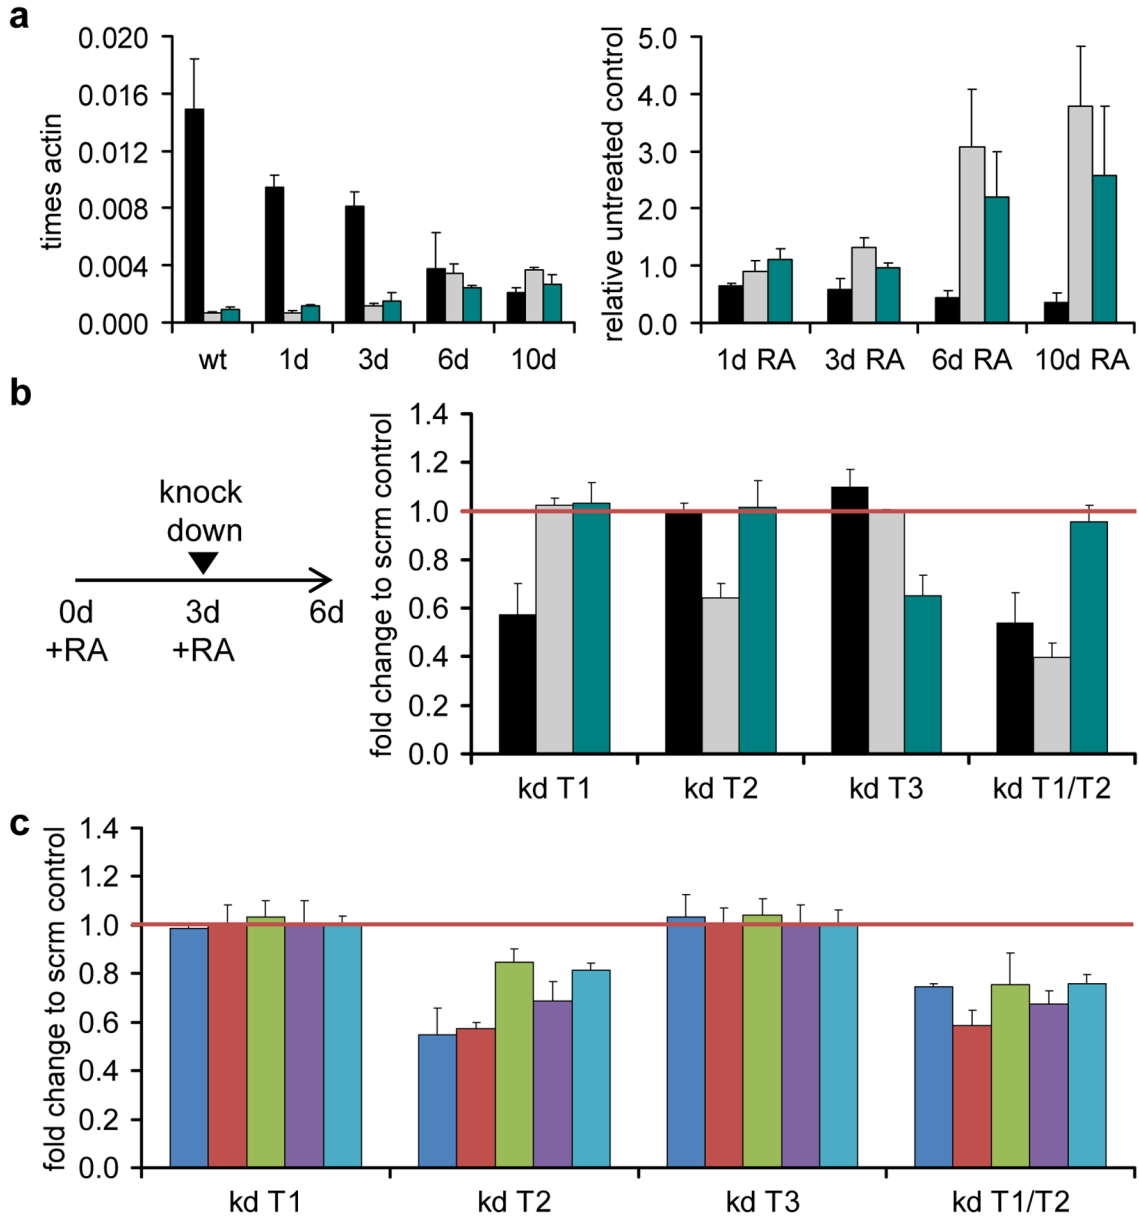 a
times actin
0.020
0.016
0.012
0.008
0.004
0.000
wt 1d 3d 6d 10d
relative untreated control
5.0
4.0
3.0
2.0
1.0
0.0
1d RA 3d RA 6d RA 10d RA
b
knock
down
0d 3d 6d
+RA +RA
fold change to scrm control
1.4
1.2
1.0
0.8
0.6
0.4
0.2
0.0
kd T1 kd T2 kd T3 kd T1/T2
c
fold change to scrm control
1.4
1.2
1.0
0.8
0.6
0.4
0.2
0.0
kd T1 kd T2 kd T3 kd T1/T2